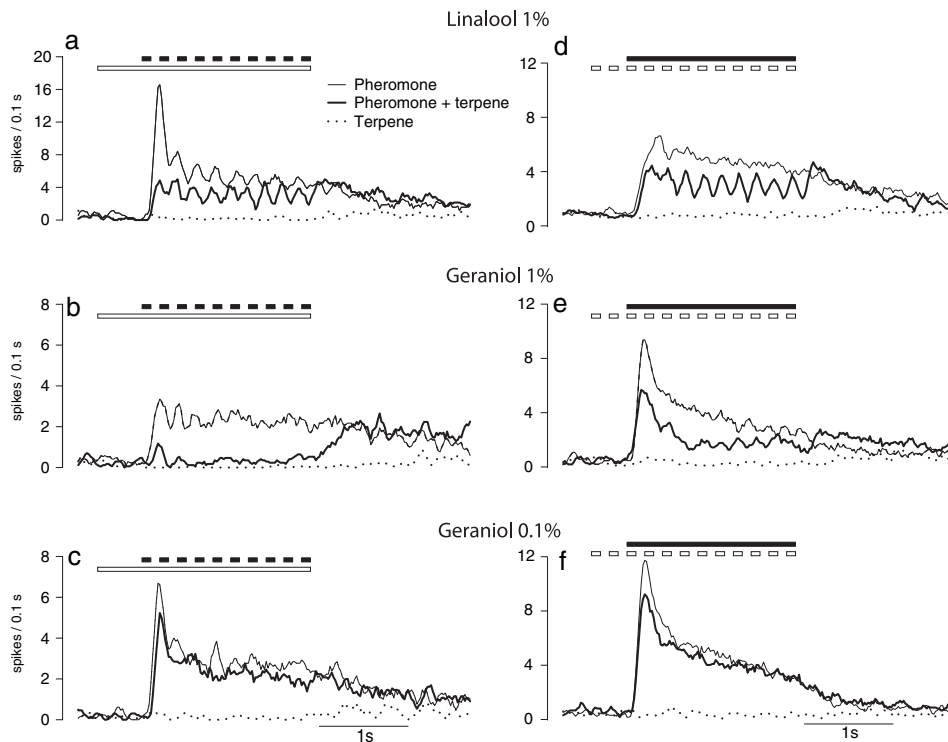 Linalool 1%
a
d
20
16
12
8
4
0
spikes / 0.1 s
Pheromone
Pheromone + terpene
Terpene
12
8
4
0
Geraniol 1%
b
e
8
6
4
2
0
spikes / 0.1 s
12
8
4
0
Geraniol 0.1%
c
f
8
6
4
2
0
spikes / 0.1 s
1s
12
8
4
0
1s